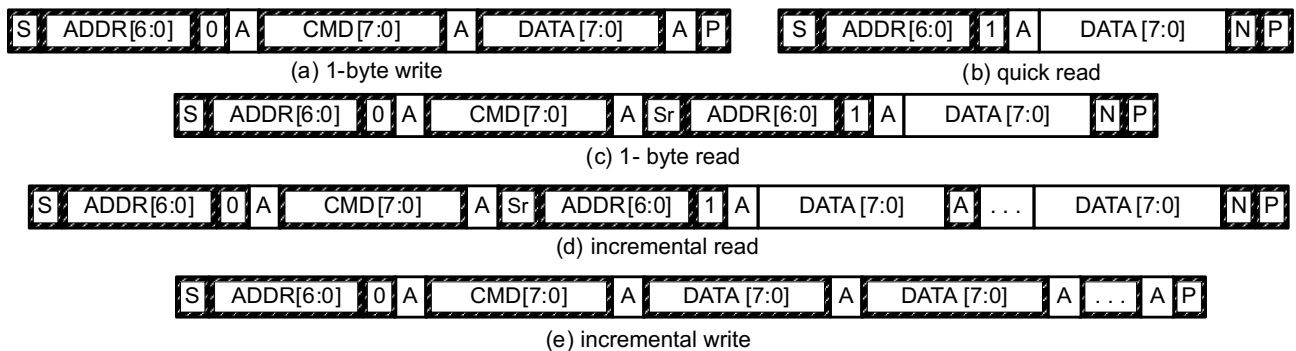 S ADDR[6:0] 0 A CMD[7:0] A DATA[7:0] A P
(a) 1-byte write
S ADDR[6:0] 1 A DATA[7:0] N P
(b) quick read
S ADDR[6:0] 0 A CMD[7:0] A Sr ADDR[6:0] 1 A DATA[7:0] N P
(c) 1- byte read
S ADDR[6:0] 0 A CMD[7:0] A Sr ADDR[6:0] 1 A DATA[7:0] A . . . DATA[7:0] N P
(d) incremental read
S ADDR[6:0] 0 A CMD[7:0] A DATA[7:0] A DATA[7:0] A . . . A P
(e) incremental write